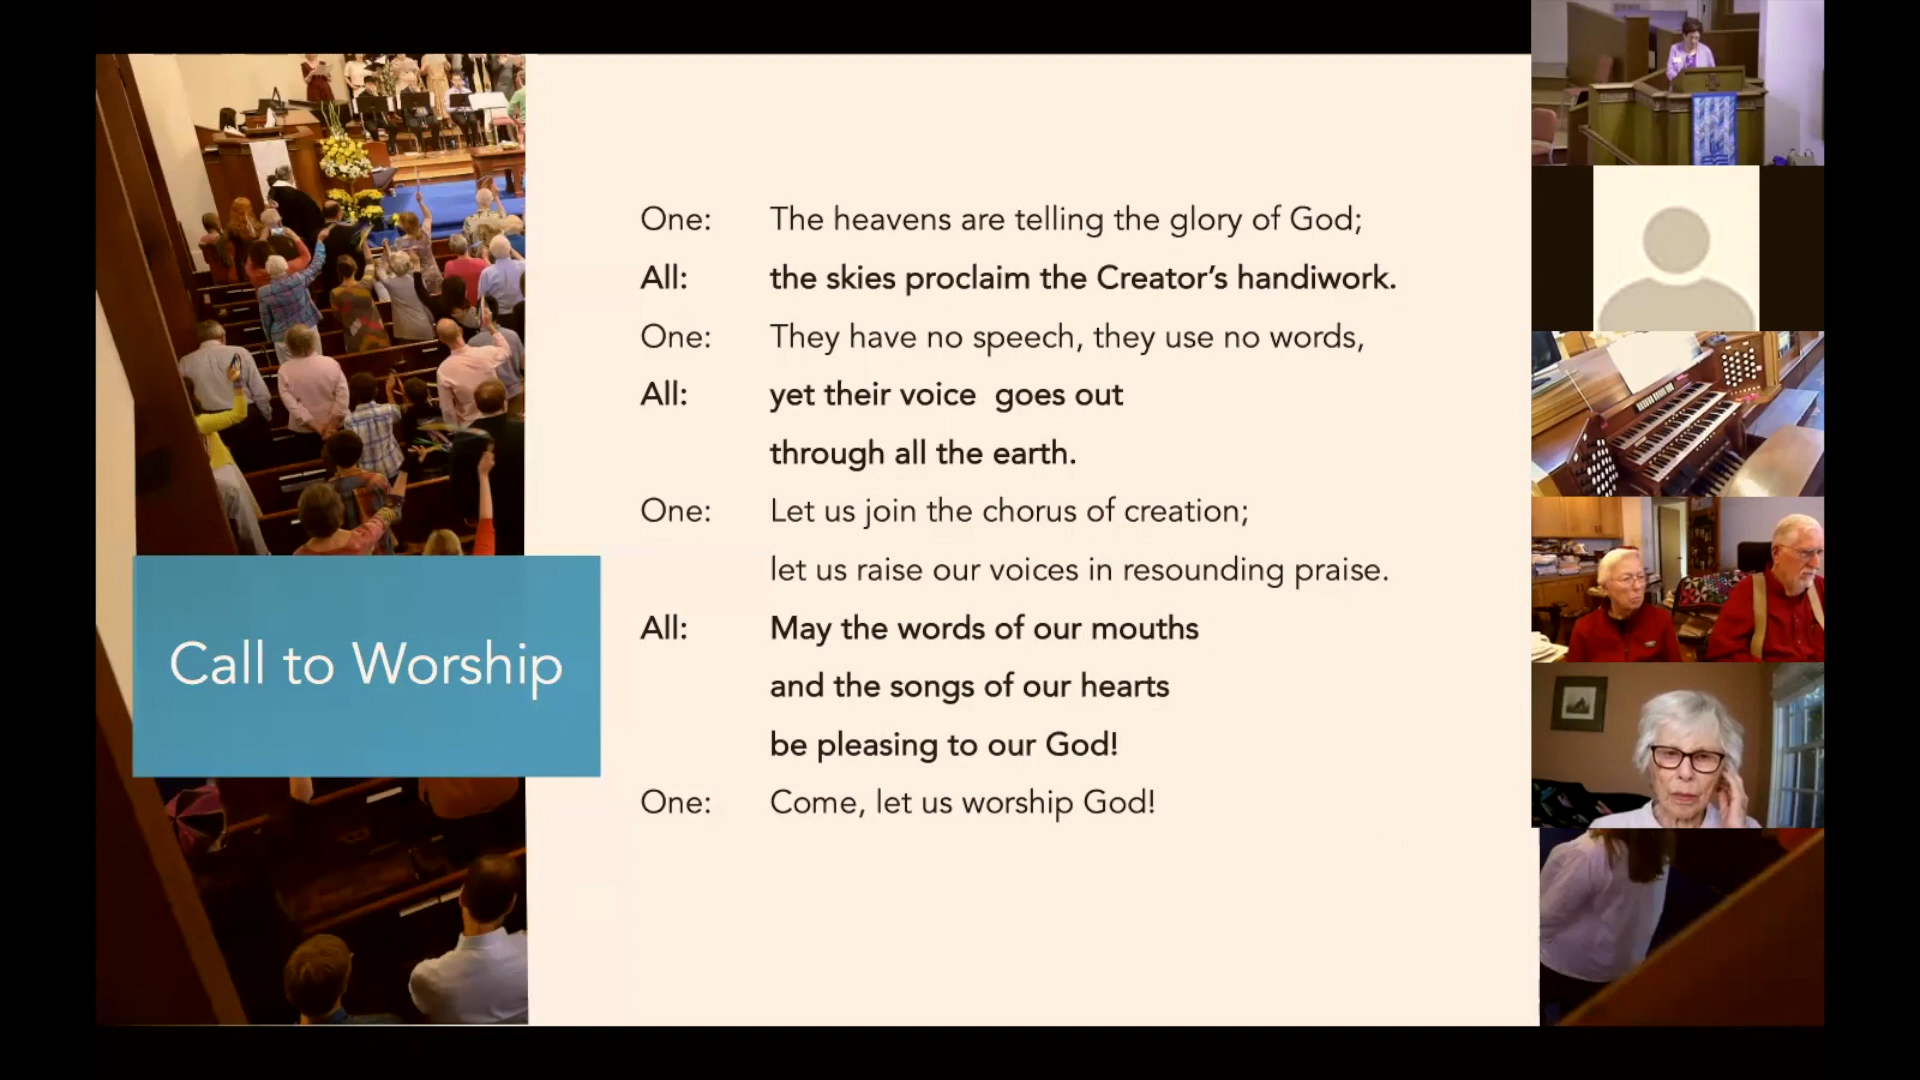 One: The heavens are telling the glory of God;
All: the skies proclaim the Creator's handiwork.
One: They have no speech, they use no words,
All: yet their voice  goes out
through all the earth.
One: Let us join the chorus of creation;
let us raise our voices in resounding praise.
All: May the words of our mouths
and the songs of our hearts
be pleasing to our God!
One: Come, let us worship God!
Call to Worship